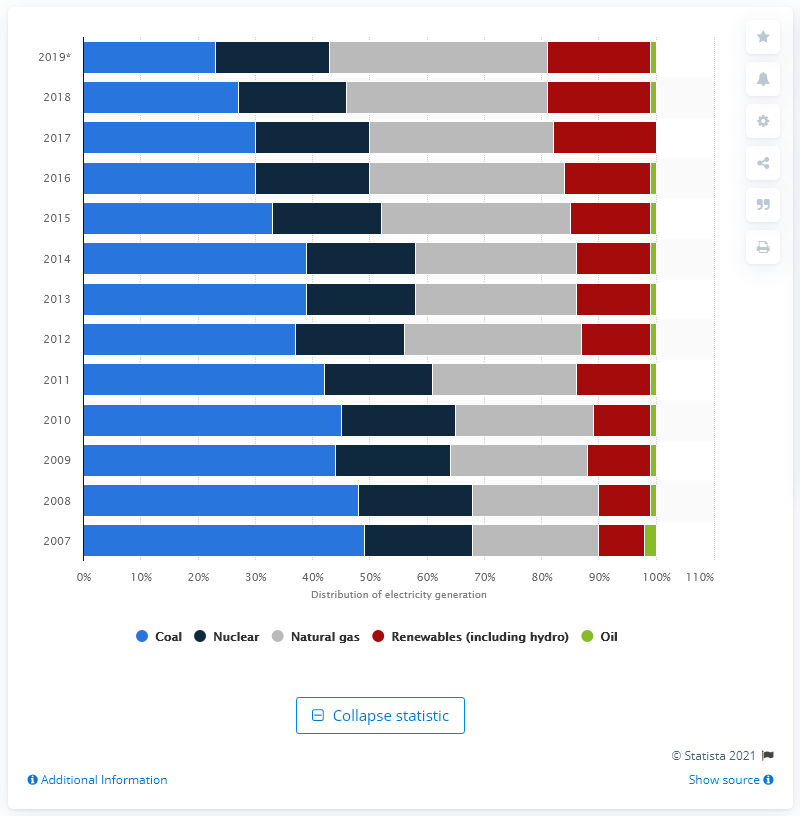 2019*
2018
2017
2016
2015
2014
2013
2012
2011
2010
2009
2008
2007
0% 10% 20% 30% 40% 50% 60% 70% 80% 90% 100% 110%
Distribution of electricity generation
Coal Nuclear Natural gas Renewables (including hydro) Oil
Collapse statistic
© Statista 2021
Additional Information Show source